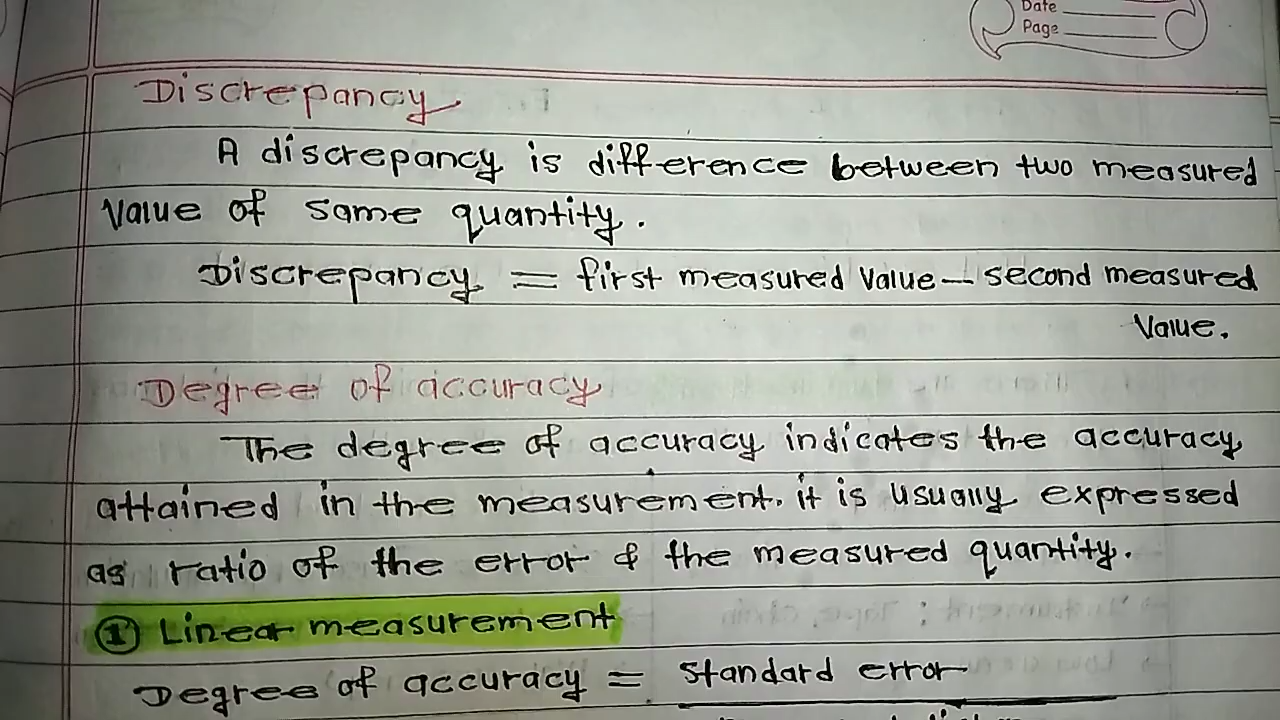 Date
Page
Discrepancy
A discrepancy is difference between two measured
value of same quantity.
Discrepancy = first measured value - second measured
value.
Degree of accuracy
The degree of accuracy indicates the accuracy
attained in the measurement. it is usually expressed
as ratio of the error & the measured quantity.
① Linear measurement
Degree of accuracy = standard error